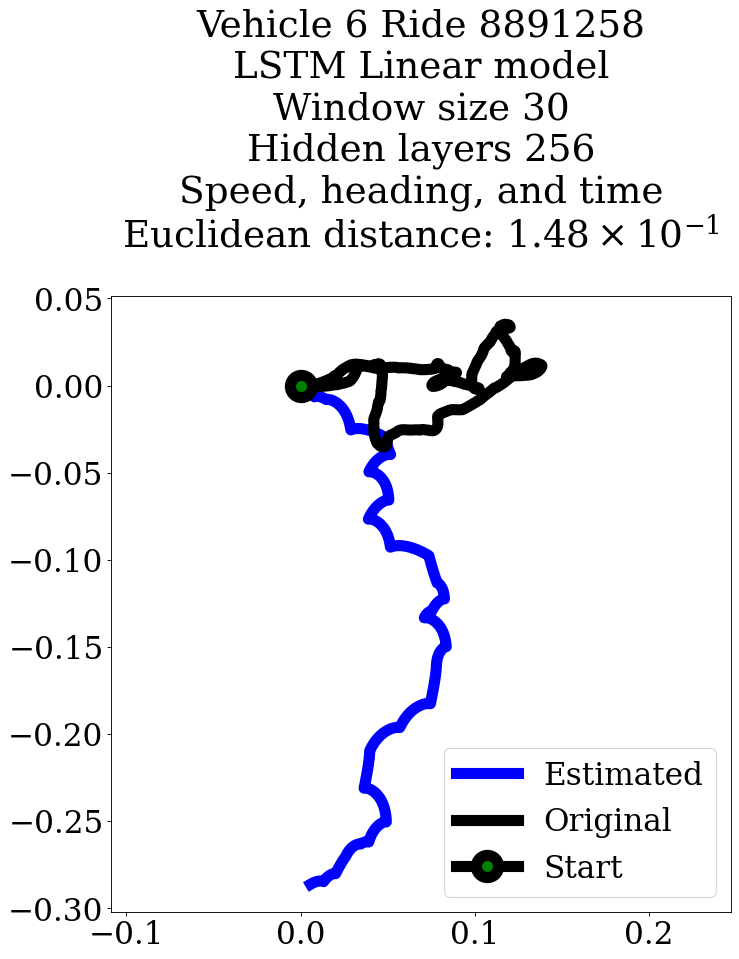 Vehicle 6 Ride 8891258
LSTM Linear model
Window size 30
Hidden layers 256
Speed, heading, and time
Euclidean distance: 1.48 × 10⁻¹
0.05
0.00
−0.05
−0.10
−0.15
−0.20
−0.25
−0.30
Estimated
Original
Start
−0.1
0.0
0.1
0.2